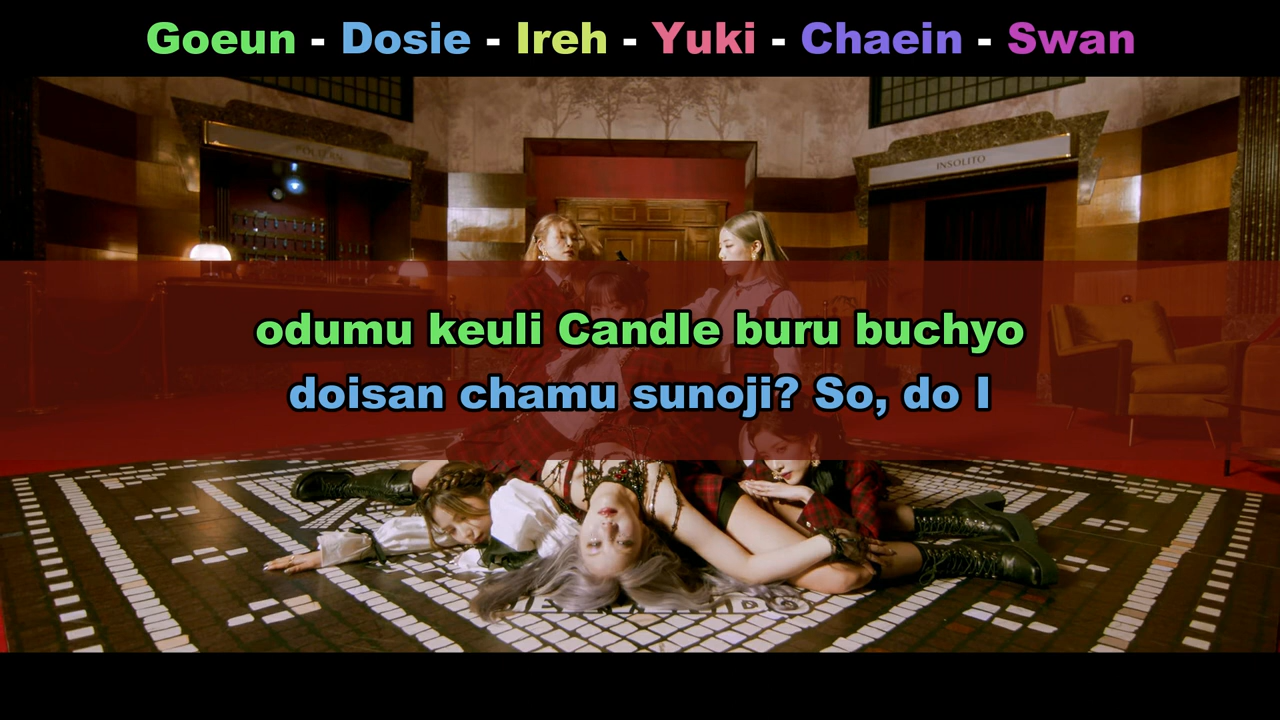 Goeun - Dosie - Ireh - Yuki - Chaein - Swan
INSOLITO
odumu keuli Candle buru buchyo
doisan chamu sunoji? So, do I